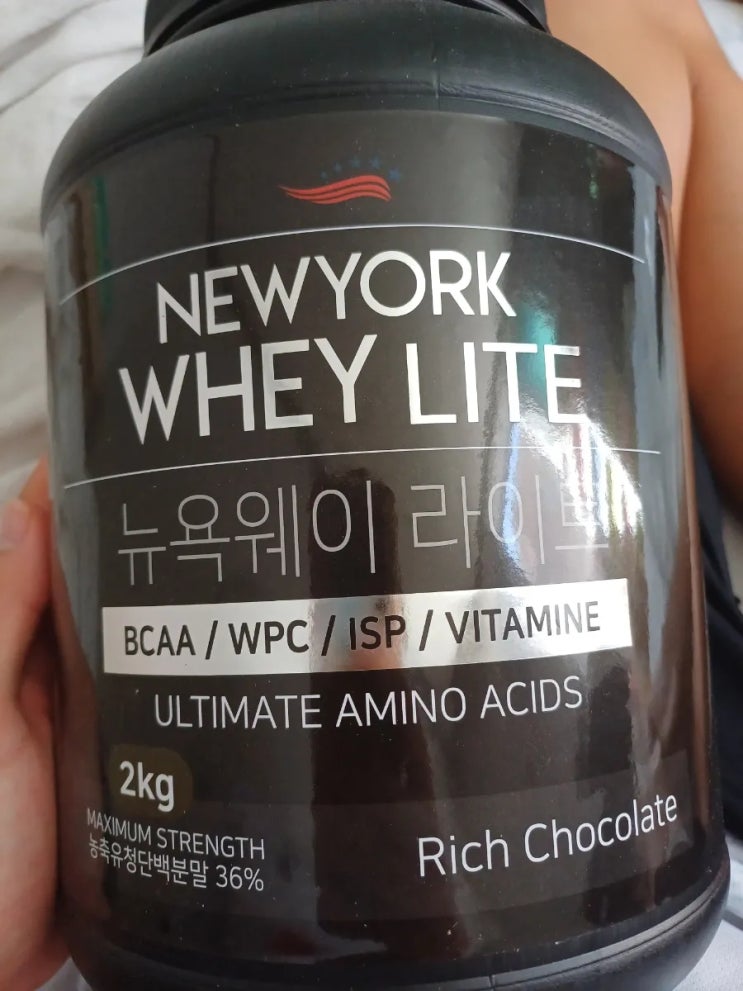 NEWYORK
WHEY LITE
뉴욕웨이 라이트
BCAA / WPC / ISP / VITAMINE
ULTIMATE AMINO ACIDS
2kg
MAXIMUM STRENGTH
농축유청단백분말 36%
Rich Chocolate